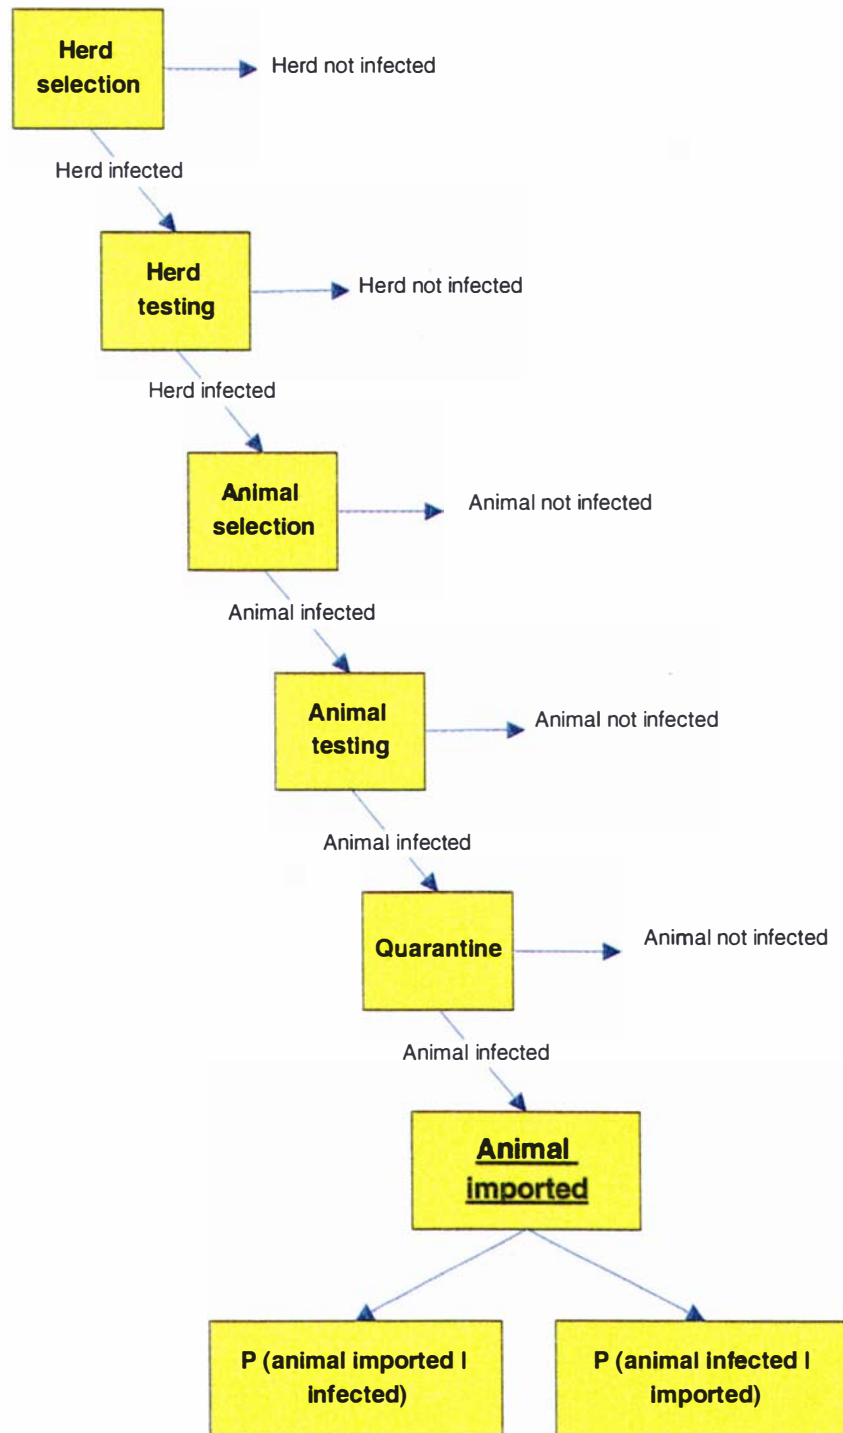 Herd
selection
Herd not infected
Herd infected
Herd
testing
Herd not infected
Herd infected
Animal
selection
Animal not infected
Animal infected
Animal
testing
Animal not infected
Animal infected
Quarantine
Animal not infected
Animal infected
Animal
imported
P (animal imported |
infected)
P (animal infected |
imported)